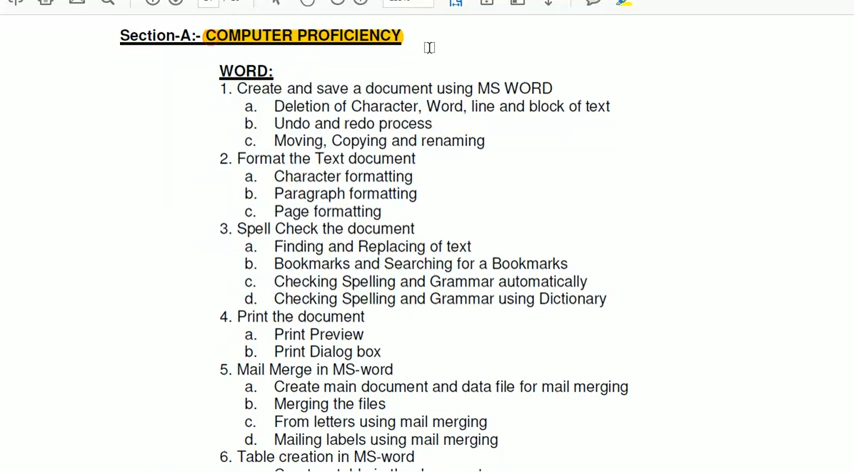 Section-A:- COMPUTER PROFICIENCY
WORD:
1. Create and save a document using MS WORD
a. Deletion of Character, Word, line and block of text
b. Undo and redo process
c. Moving, Copying and renaming
2. Format the Text document
a. Character formatting
b. Paragraph formatting
c. Page formatting
3. Spell Check the document
a. Finding and Replacing of text
b. Bookmarks and Searching for a Bookmarks
c. Checking Spelling and Grammar automatically
d. Checking Spelling and Grammar using Dictionary
4. Print the document
a. Print Preview
b. Print Dialog box
5. Mail Merge in MS-word
a. Create main document and data file for mail merging
b. Merging the files
c. From letters using mail merging
d. Mailing labels using mail merging
6. Table creation in MS-word